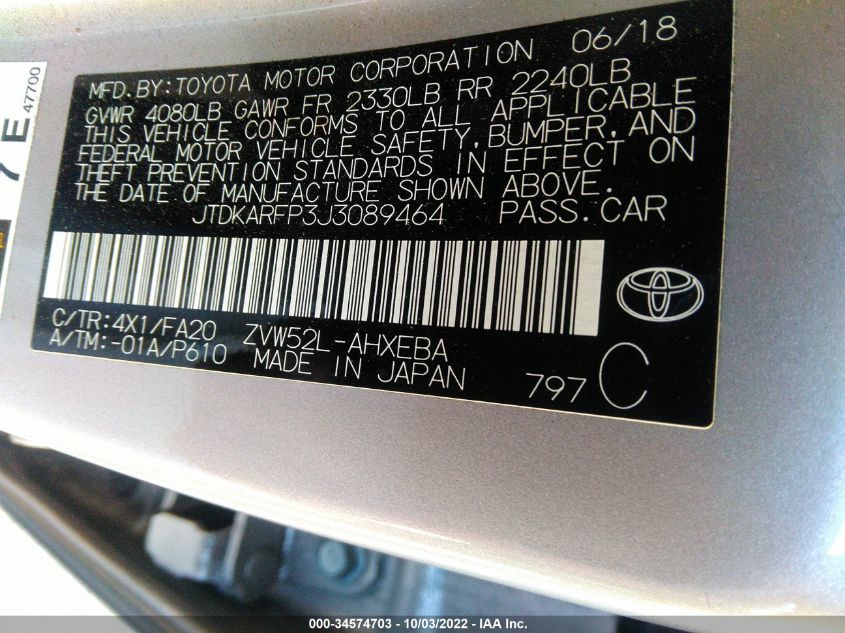 MFD.BY:TOYOTA MOTOR CORPORATION 06/18
GVWR 4080LB GAWR FR 2330LB RR 2240LB
THIS VEHICLE CONFORMS TO ALL APPLICABLE
FEDERAL MOTOR VEHICLE SAFETY,BUMPER,AND
THEFT PREVENTION STANDARDS IN EFFECT ON
THE DATE OF MANUFACTURE SHOWN ABOVE.
JTDKARFP3J3089464 PASS.CAR
C/TR:4X1/FA20 ZVW52L-AHXEBA
A/TM:-01A/P610 MADE IN JAPAN
797 C
7 E
47700
000-34574703 - 10/03/2022 - IAA Inc.